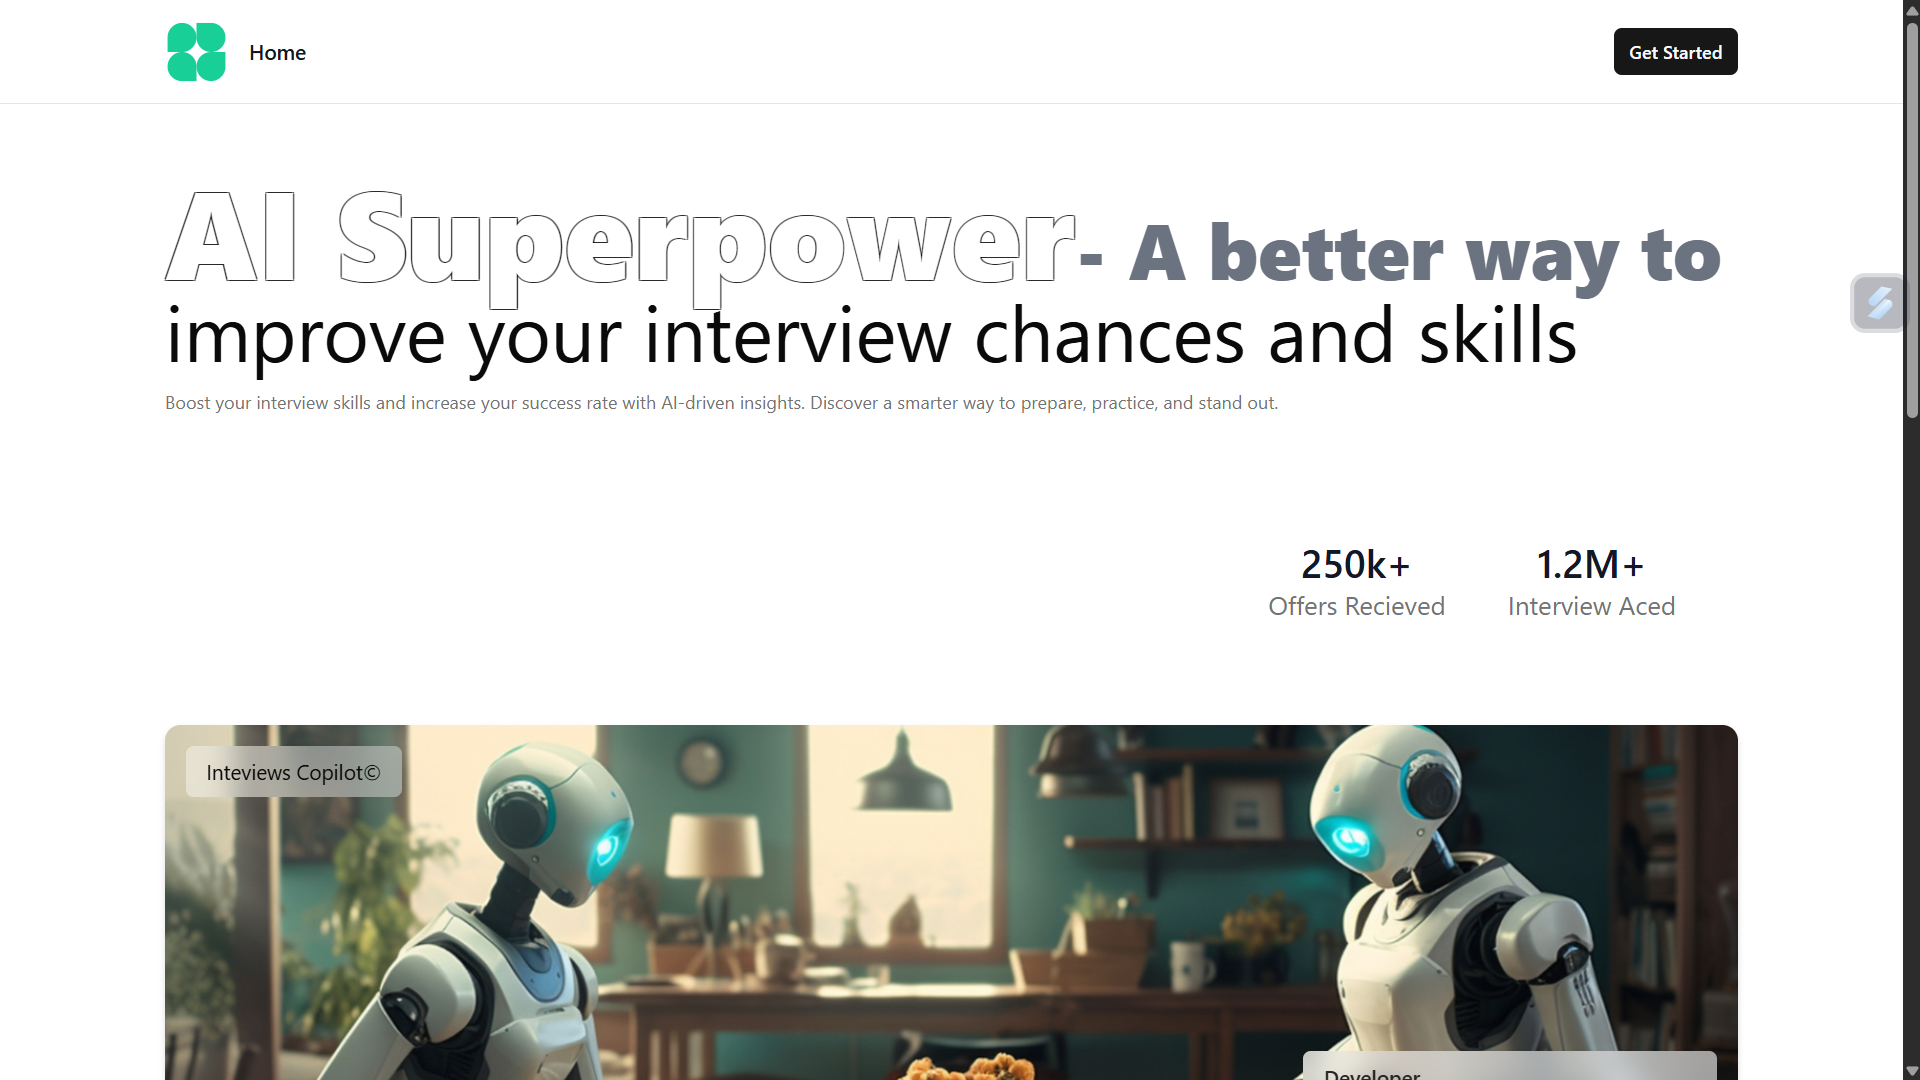 Home
Get Started
AI Superpower - A better way to
improve your interview chances and skills
Boost your interview skills and increase your success rate with AI-driven insights. Discover a smarter way to prepare, practice, and stand out.
250k+
Offers Recieved
1.2M+
Interview Aced
Inteviews Copilot©
Developer